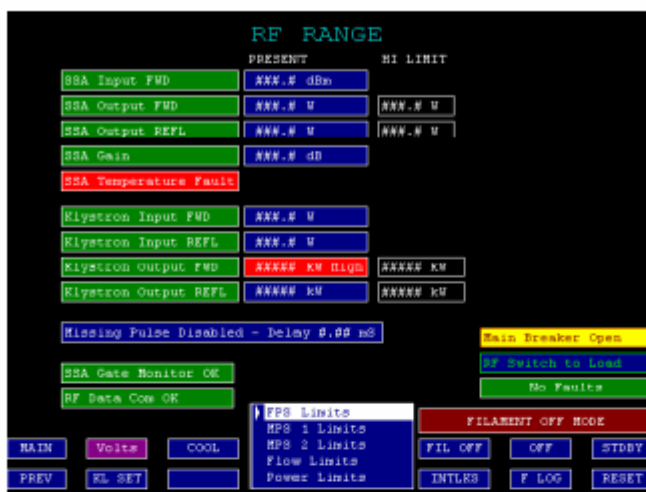 RF RANGE
PRESENT HI LIMIT
SSA Input FWD ###.# dBm
SSA Output FWD ###.# W ###.# W
SSA Output REFL ###.# W ###.# W
SSA Gain ###.# dB
SSA Temperature Fault
Klystron Input FWD ###.# W
Klystron Input REFL ###.# W
Klystron Output FWD ##### kW High ##### kW
Klystron Output REFL ##### kW ##### kW
Missing Pulse Disabled - Delay #.## mS
Main Breaker Open
RF Switch to Load
SSA Gate Monitor OK
No Faults
RF Data Com OK
FPS Limits
MPS 1 Limits
MPS 2 Limits
Flow Limits
Power Limits
FILAMENT OFF MODE
MAIN Volts COOL FIL OFF OFF STDBY
PREV KL SET INTLKS F LOG RESET